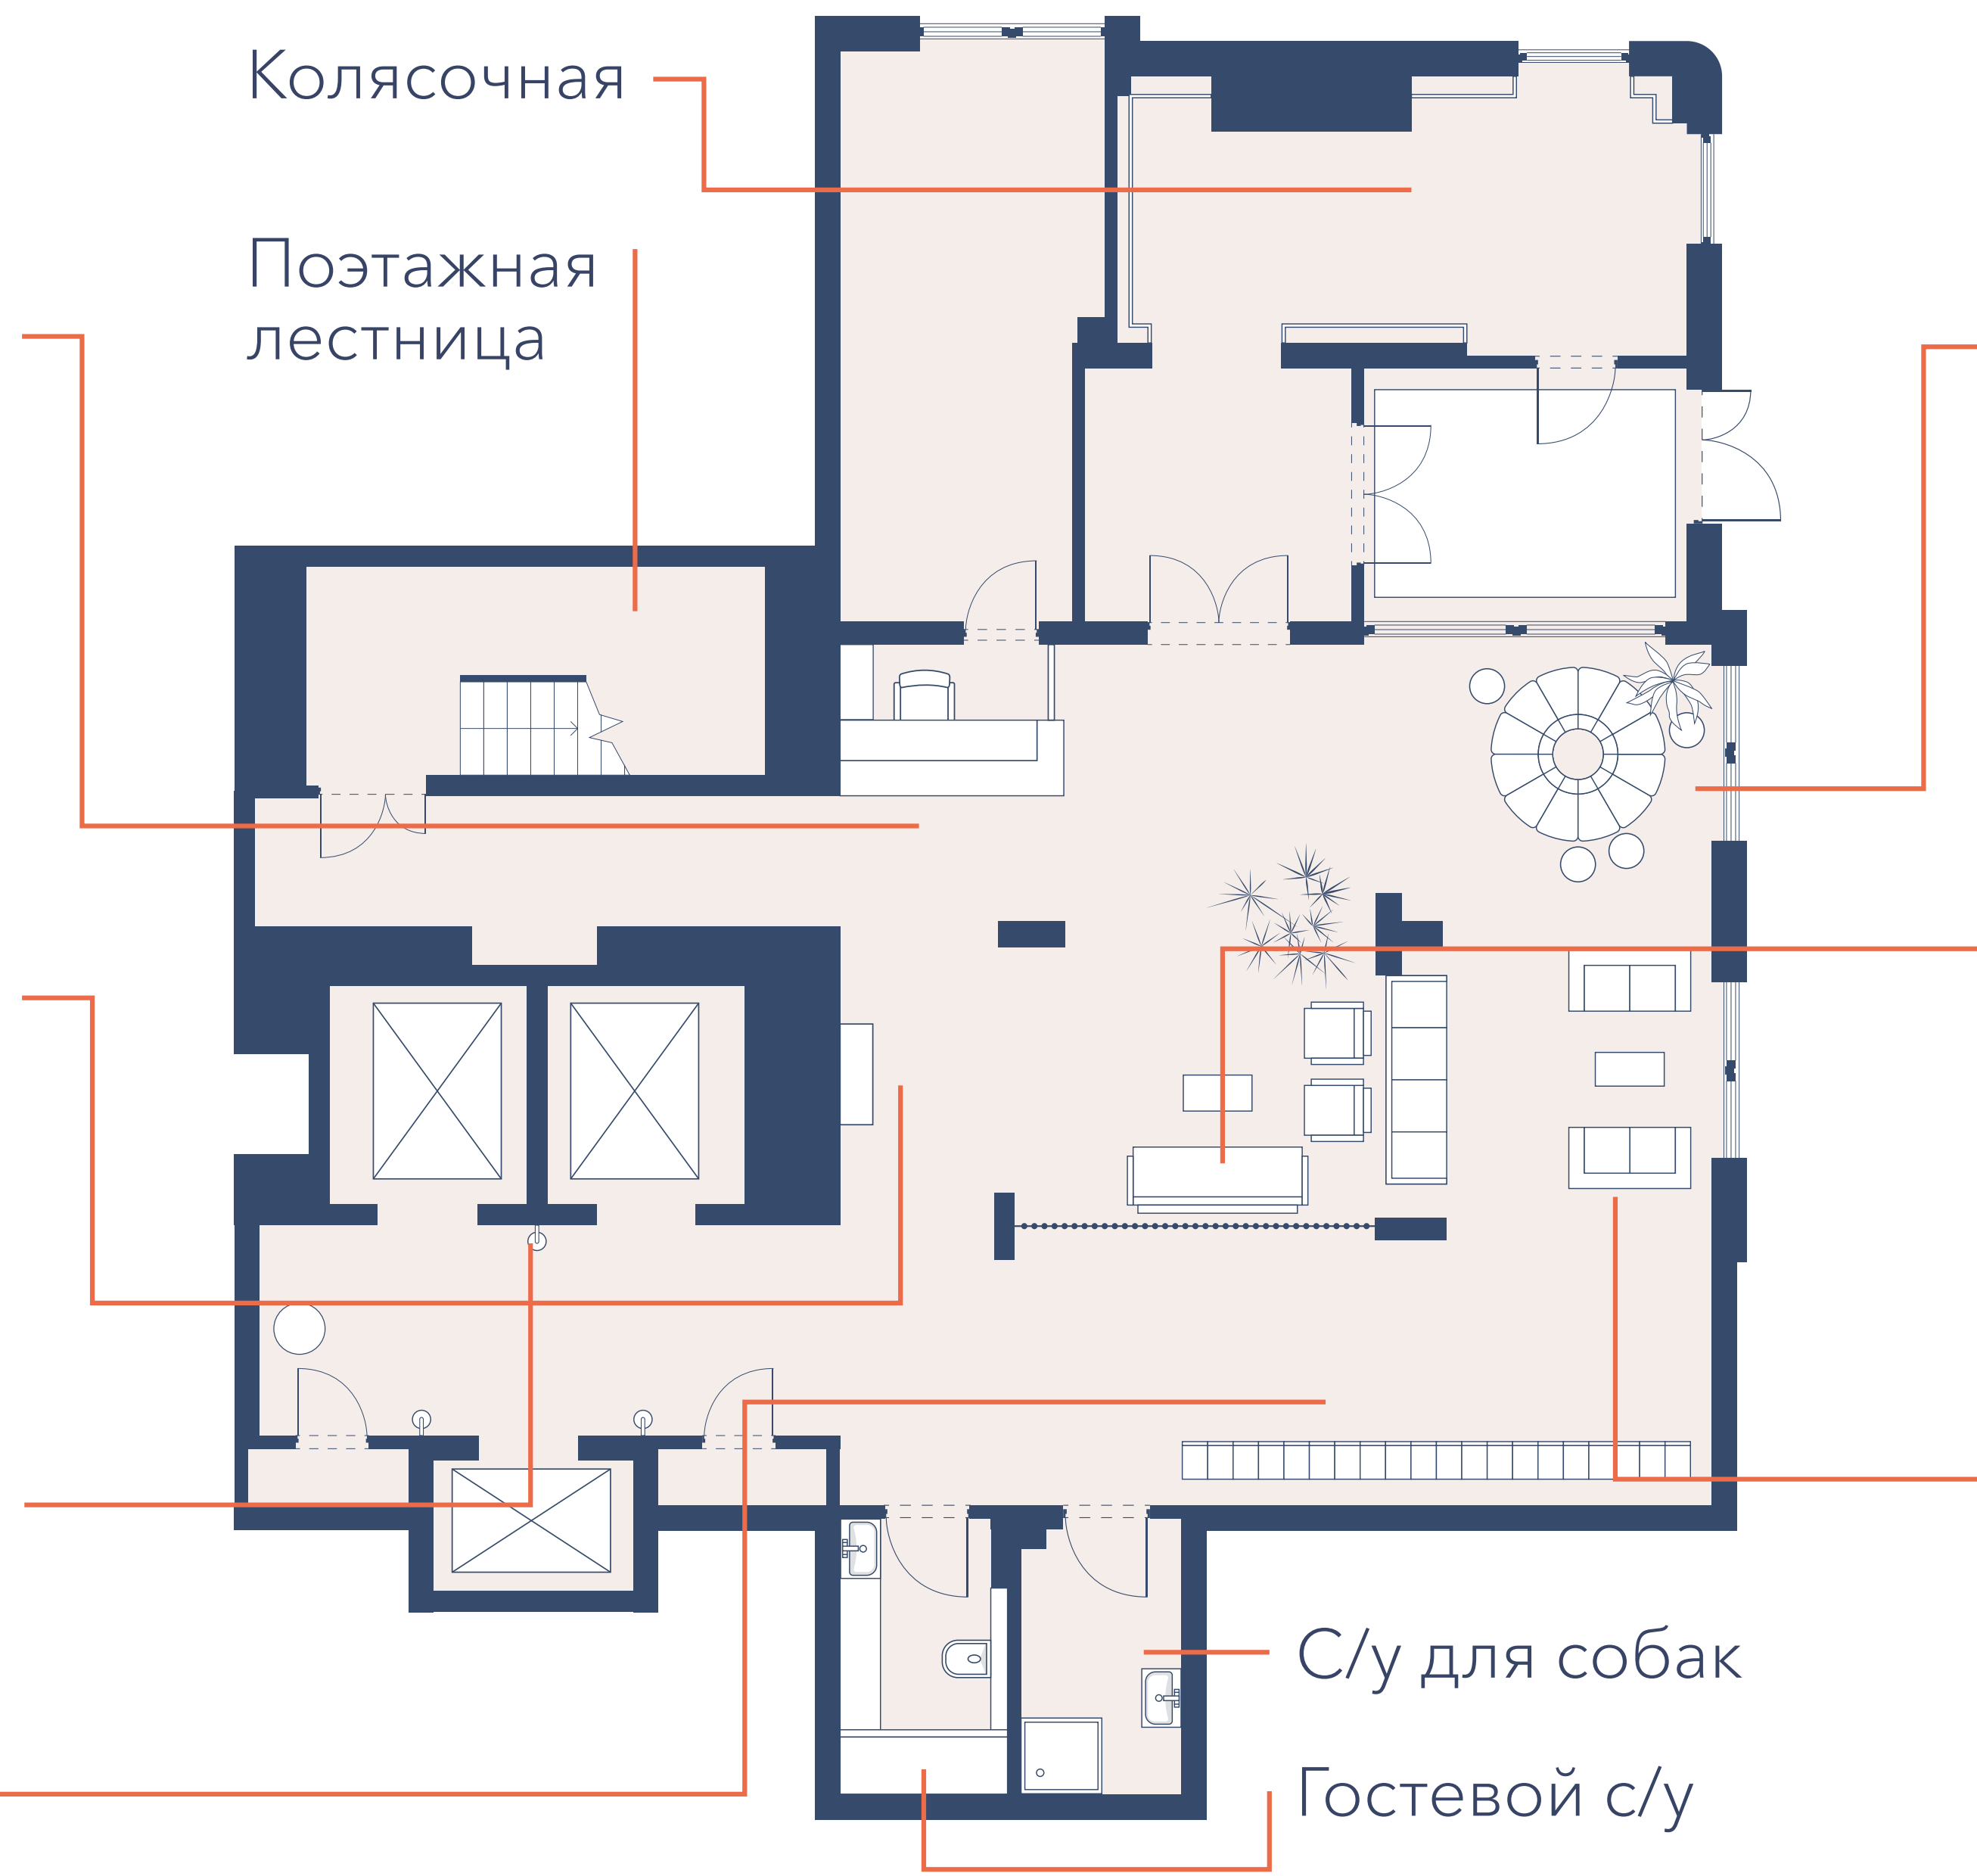 Колясочная
Поэтажная
лестница
С/у для собак
Гостевой с/у